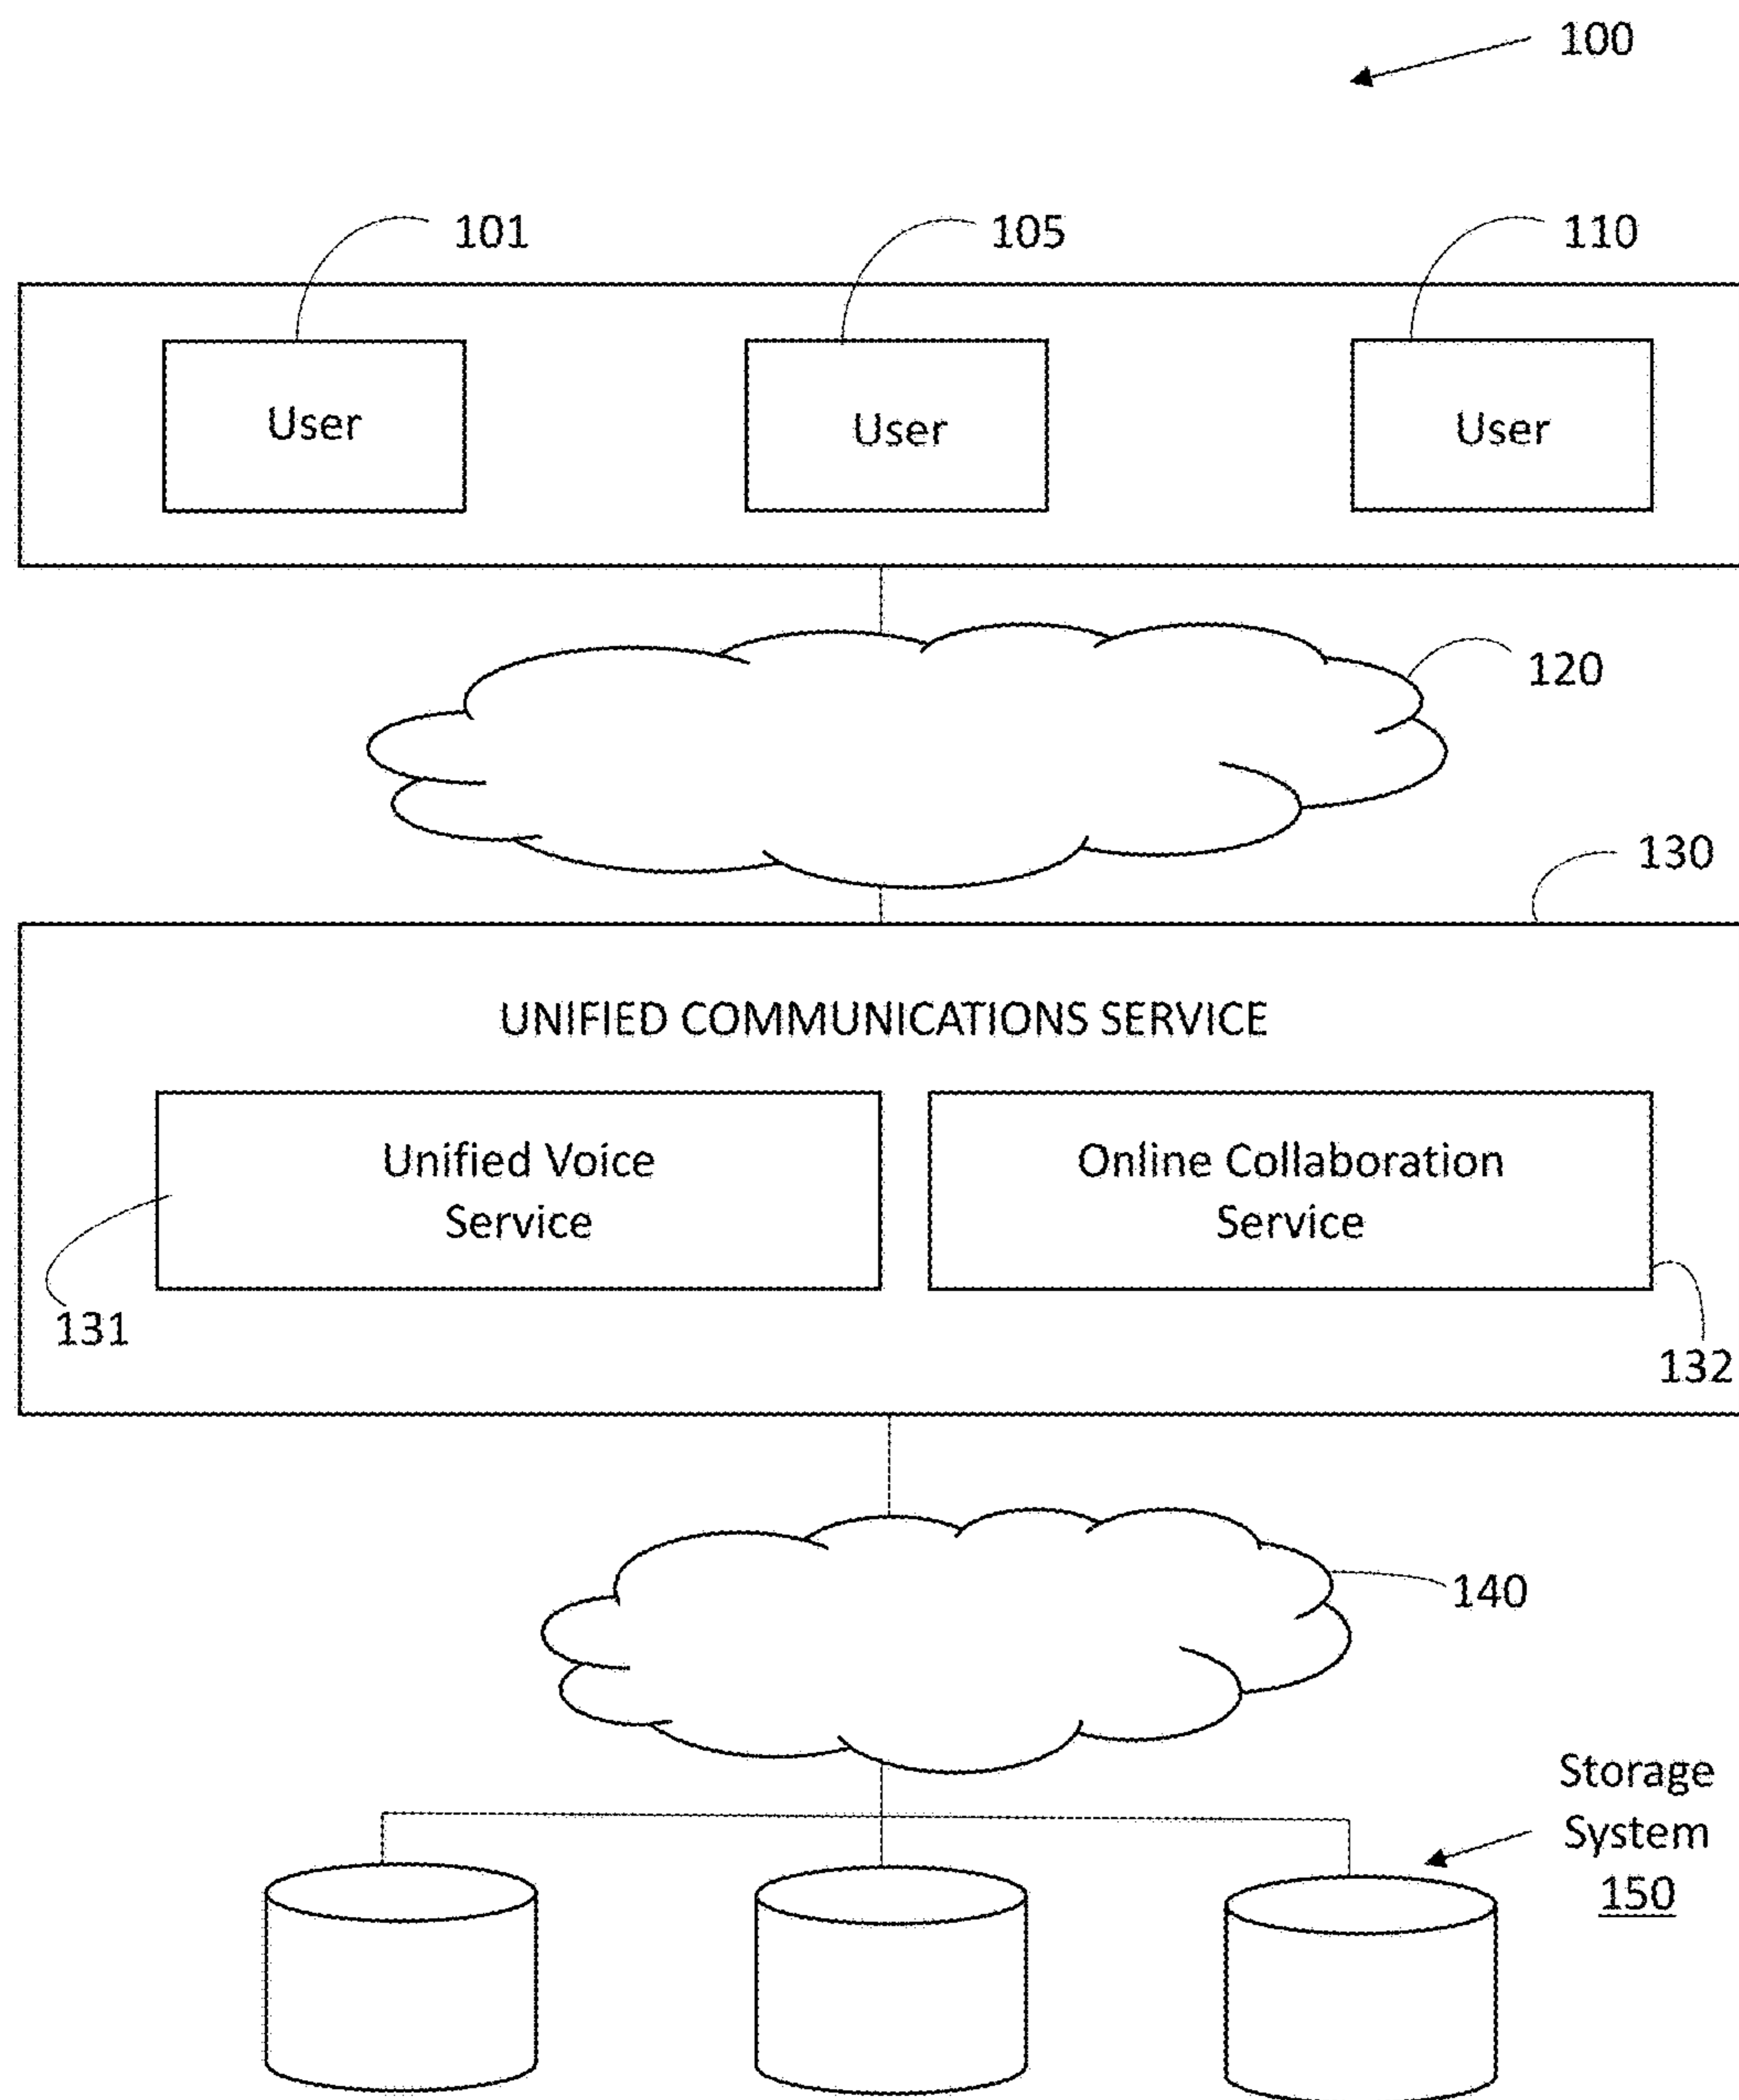 100
101
105
110
User
User
User
120
130
UNIFIED COMMUNICATIONS SERVICE
Unified Voice
Service
Online Collaboration
Service
131
132
140
Storage
System
150